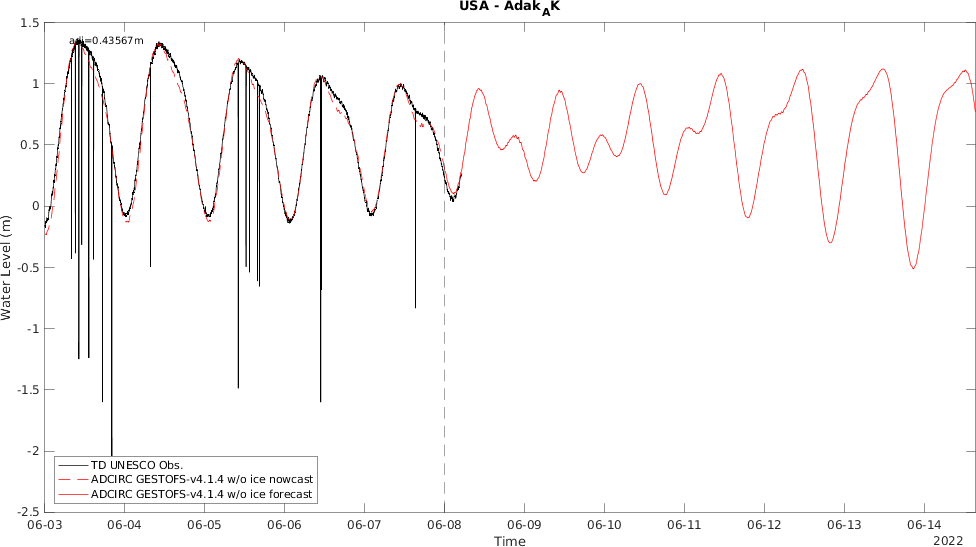 USA - AdakAK
1.5
adj=0.43567m
1
0.5
0
-0.5
-1
-1.5
-2
-2.5
Water Level (m)
TD UNESCO Obs.
ADCIRC GESTOFS-v4.1.4 w/o ice nowcast
ADCIRC GESTOFS-v4.1.4 w/o ice forecast
06-03 06-04 06-05 06-06 06-07 06-08 06-09 06-10 06-11 06-12 06-13 06-14
Time
2022